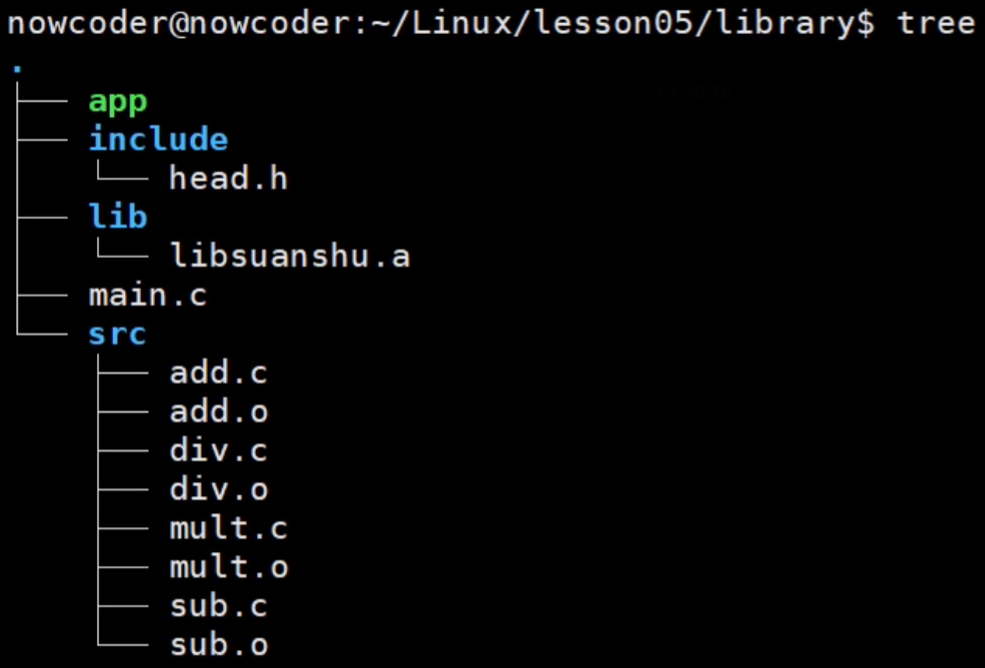 nowcoder@nowcoder:~/Linux/lesson05/library$ tree
.
├── app
├── include
│   └── head.h
├── lib
│   └── libsuanshu.a
├── main.c
└── src
    ├── add.c
    ├── add.o
    ├── div.c
    ├── div.o
    ├── mult.c
    ├── mult.o
    ├── sub.c
    └── sub.o